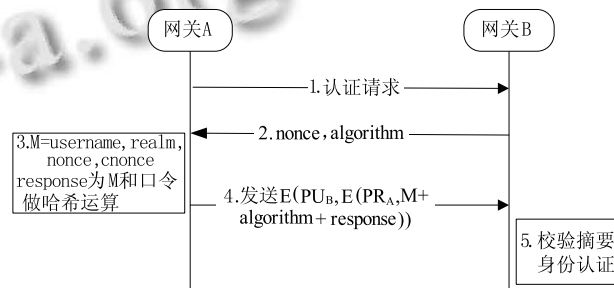 网关A
网关B
1.认证请求
2.nonce,algorithm
3.M=username,realm,
nonce,cnonce
response为M和口令
做哈希运算
4.发送E(PU_B,E(PR_A,M+
algorithm+response))
5.校验摘要
身份认证